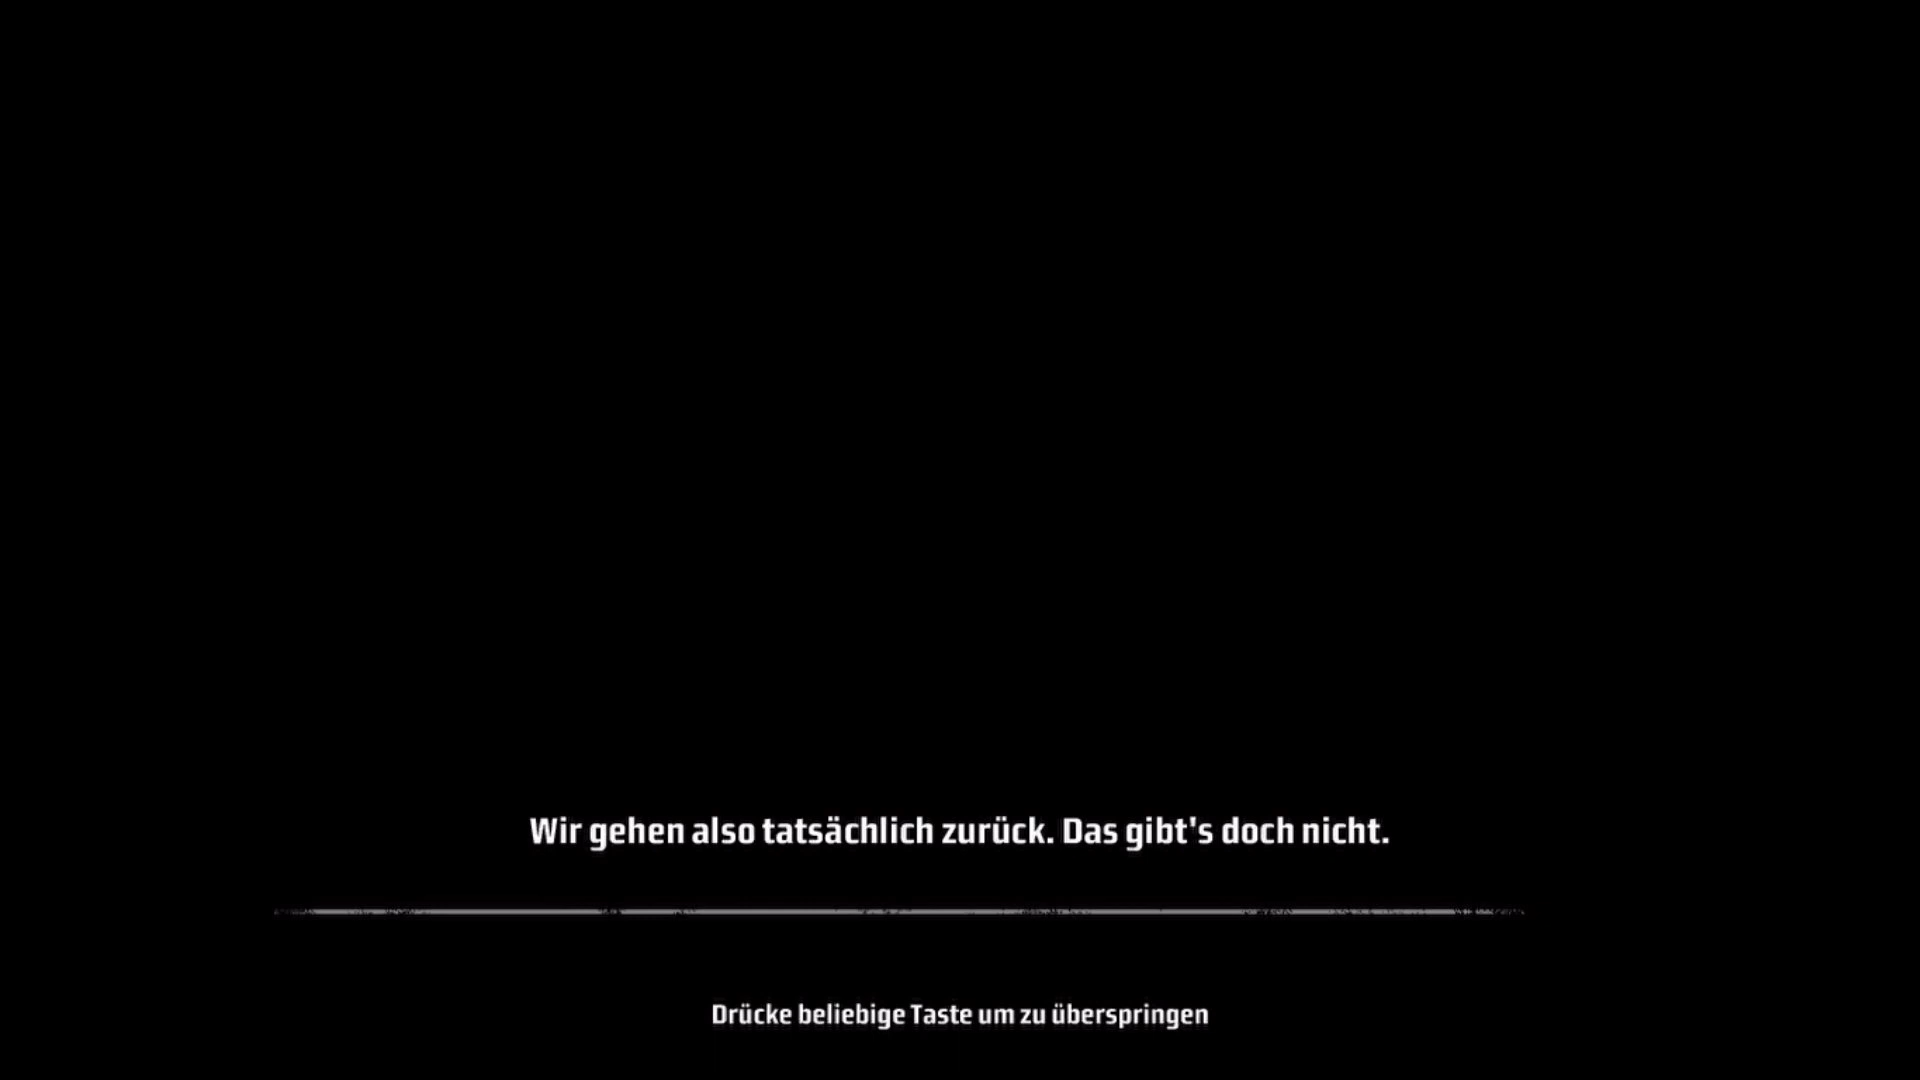 Wir gehen also tatsächlich zurück. Das gibt's doch nicht.
Drücke beliebige Taste um zu überspringen